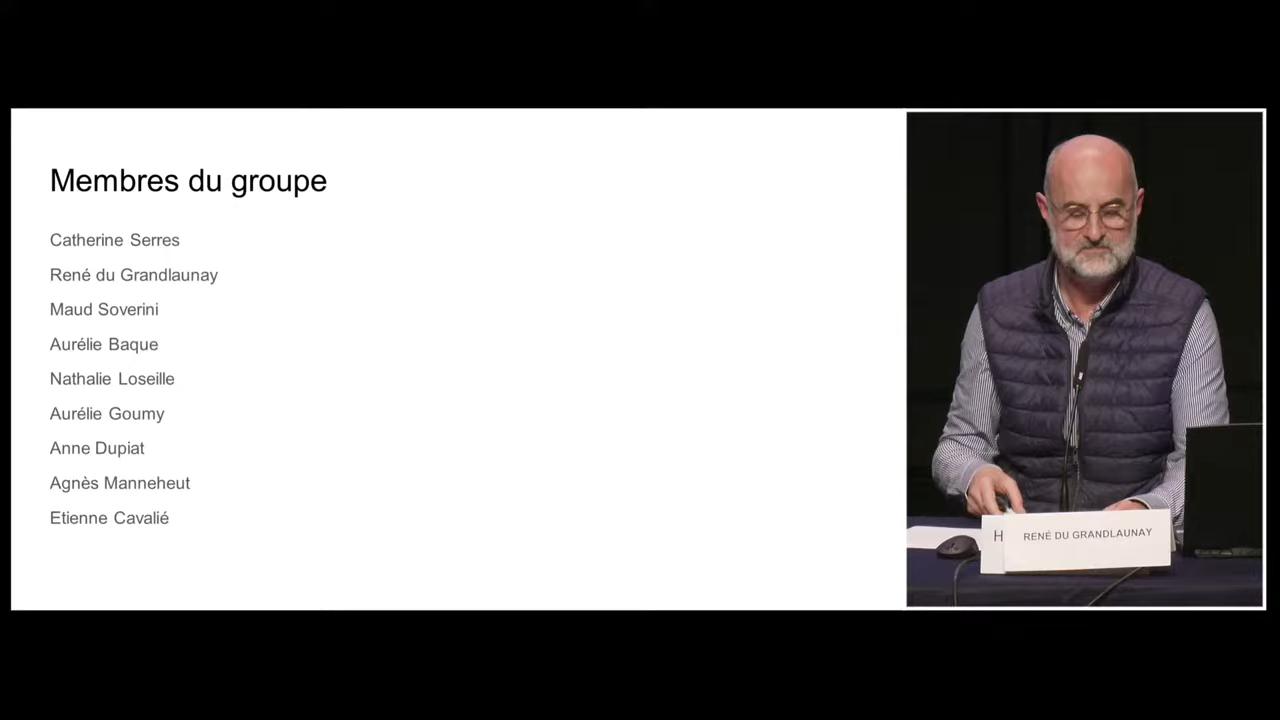 Membres du groupe
Catherine Serres
René du Grandlaunay
Maud Soverini
Aurélie Baque
Nathalie Loseille
Aurélie Goumy
Anne Dupiat
Agnès Manneheut
Etienne Cavalié
H
RENÉ DU GRANDLAUNAY